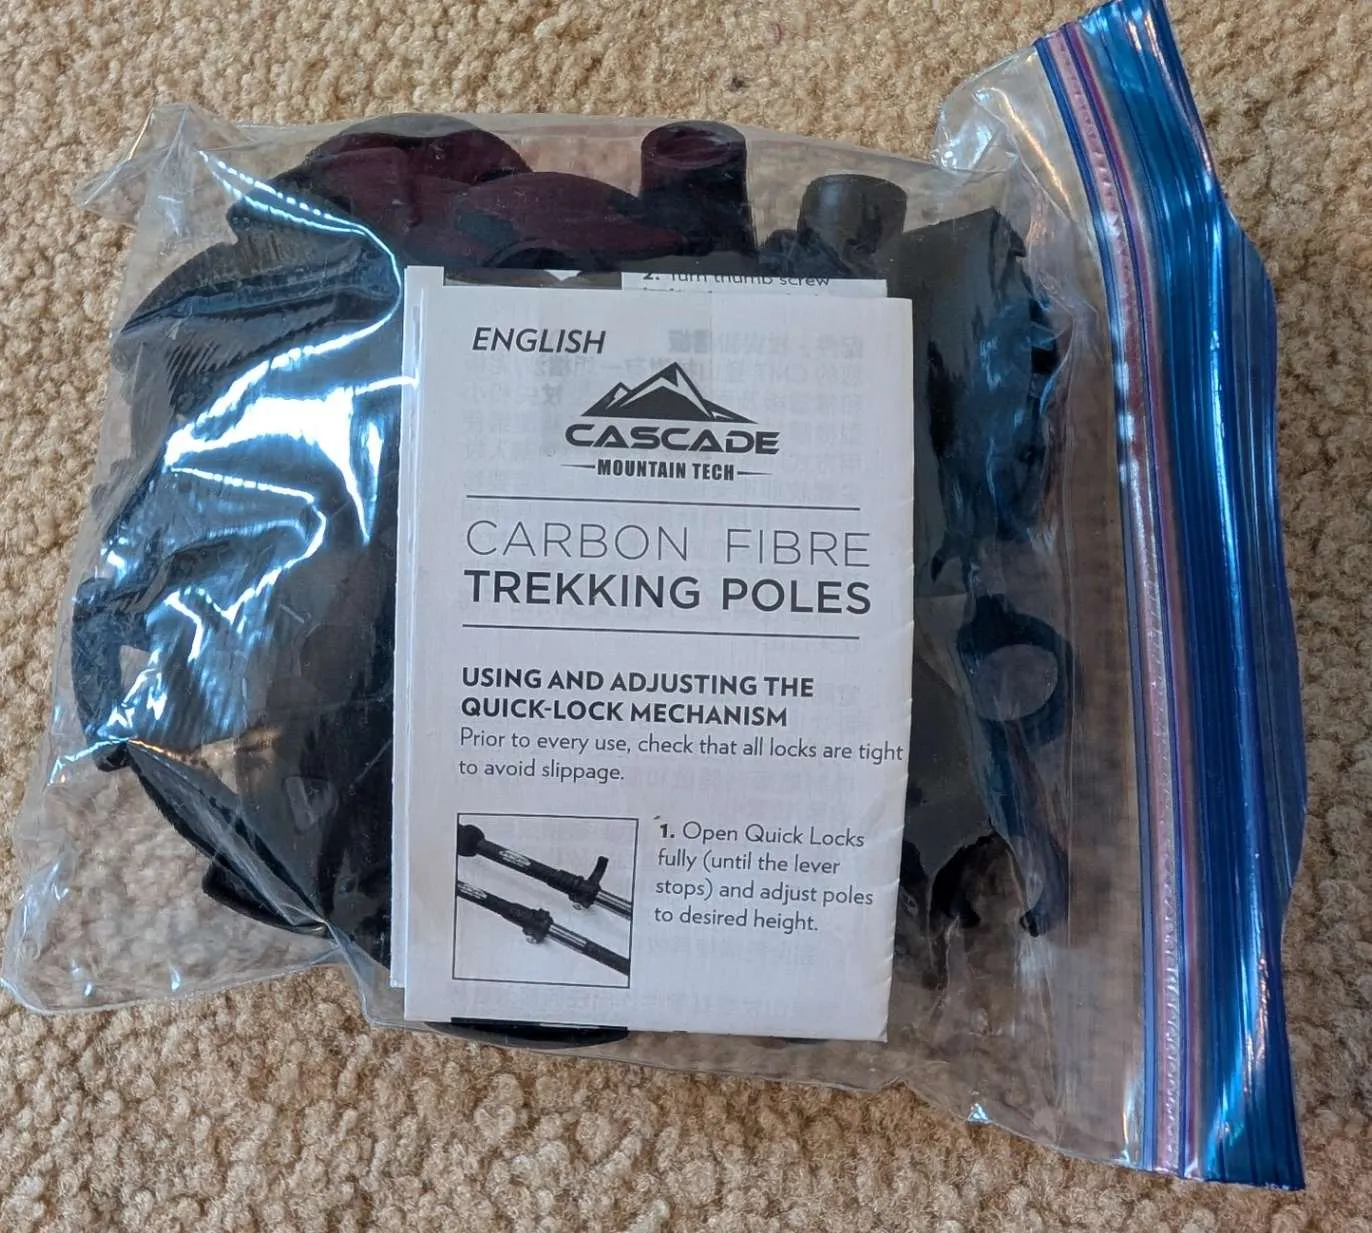 2. Turn thumb screw
ENGLISH
CASCADE
MOUNTAIN TECH
CARBON FIBRE
TREKKING POLES
USING AND ADJUSTING THE
QUICK-LOCK MECHANISM
Prior to every use, check that all locks are tight
to avoid slippage.
1. Open Quick Locks
fully (until the lever
stops) and adjust poles
to desired height.